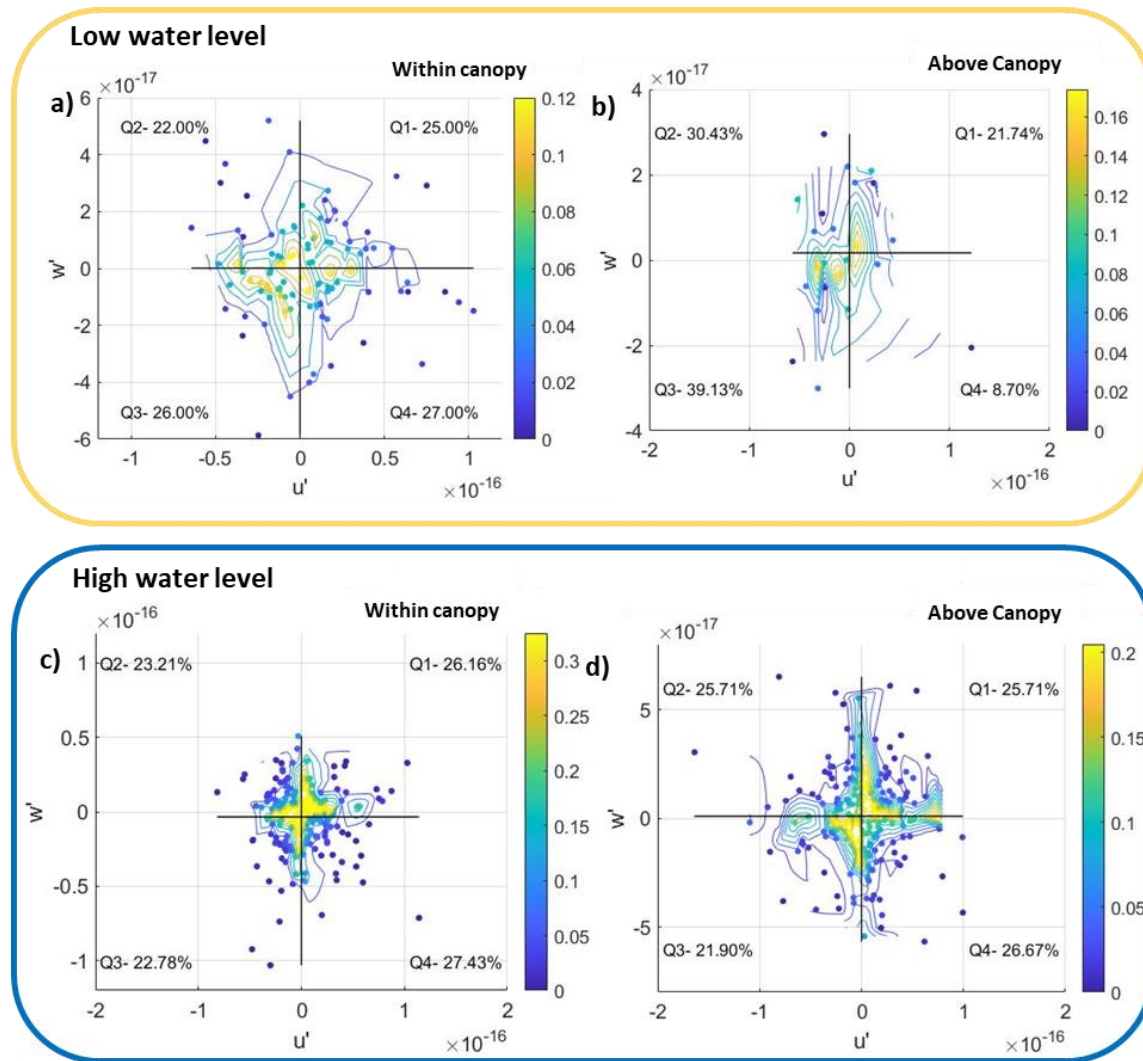 Low water level
Within canopy
Above Canopy
a)
×10⁻¹⁷
Q2- 22.00%
Q1- 25.00%
Q3- 26.00%
Q4- 27.00%
6
4
2
0
-2
-4
-6
w'
-1
-0.5
0
0.5
1
u'
×10⁻¹⁶
0.12
0.1
0.08
0.06
0.04
0.02
0
b)
×10⁻¹⁷
Q2- 30.43%
Q1- 21.74%
Q3- 39.13%
Q4- 8.70%
4
2
0
-2
-4
w'
-2
-1
0
1
2
u'
×10⁻¹⁶
0.16
0.14
0.12
0.1
0.08
0.06
0.04
0.02
0
High water level
Within canopy
Above Canopy
c)
×10⁻¹⁶
Q2- 23.21%
Q1- 26.16%
Q3- 22.78%
Q4- 27.43%
1
0.5
0
-0.5
-1
w'
-2
-1
0
1
2
u'
×10⁻¹⁶
0.3
0.25
0.2
0.15
0.1
0.05
0
d)
×10⁻¹⁷
Q2- 25.71%
Q1- 25.71%
Q3- 21.90%
Q4- 26.67%
5
0
-5
w'
-2
-1
0
1
2
u'
×10⁻¹⁶
0.2
0.15
0.1
0.05
0